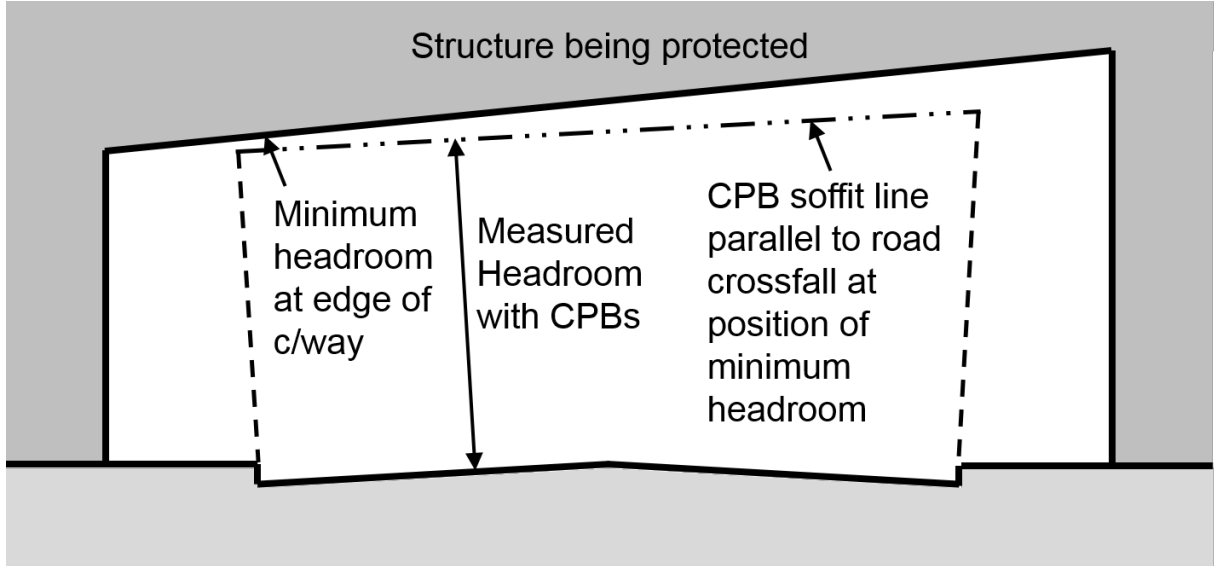 Structure being protected
Minimum
headroom
at edge of
c/way
Measured
Headroom
with CPBs
CPB soffit line
parallel to road
crossfall at
position of
minimum
headroom